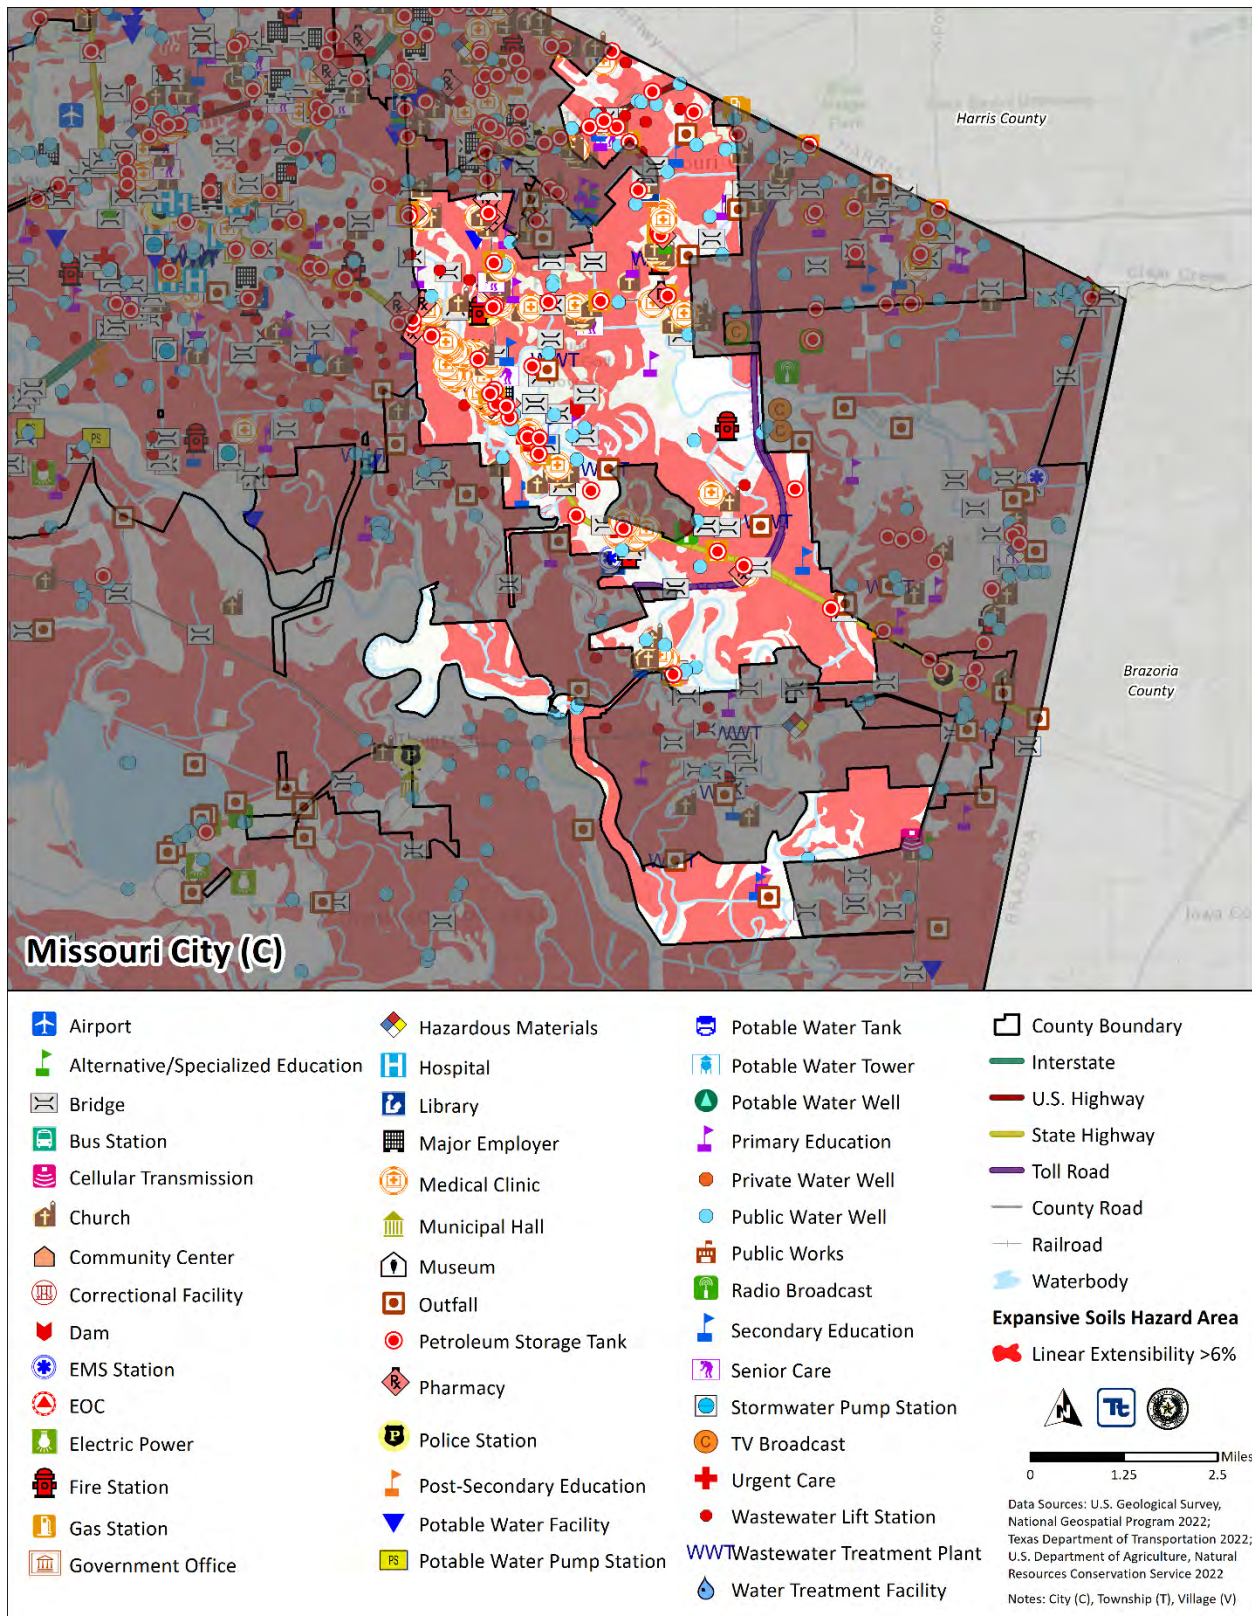 Harris County
Brazoria
County
Missouri City (C)
Airport
Alternative/Specialized Education
Bridge
Bus Station
Cellular Transmission
Church
Community Center
Correctional Facility
Dam
EMS Station
EOC
Electric Power
Fire Station
Gas Station
Government Office
Hazardous Materials
Hospital
Library
Major Employer
Medical Clinic
Municipal Hall
Museum
Outfall
Petroleum Storage Tank
Pharmacy
Police Station
Post-Secondary Education
Potable Water Facility
PS Potable Water Pump Station
Potable Water Tank
Potable Water Tower
Potable Water Well
Primary Education
Private Water Well
Public Water Well
Public Works
Radio Broadcast
Secondary Education
Senior Care
Stormwater Pump Station
C TV Broadcast
Urgent Care
Wastewater Lift Station
WWT Wastewater Treatment Plant
Water Treatment Facility
County Boundary
Interstate
U.S. Highway
State Highway
Toll Road
County Road
Railroad
Waterbody
Expansive Soils Hazard Area
Linear Extensibility >6%
N
Tt
Miles
0 1.25 2.5
Data Sources: U.S. Geological Survey,
National Geospatial Program 2022;
Texas Department of Transportation 2022;
U.S. Department of Agriculture, Natural
Resources Conservation Service 2022
Notes: City (C), Township (T), Village (V)